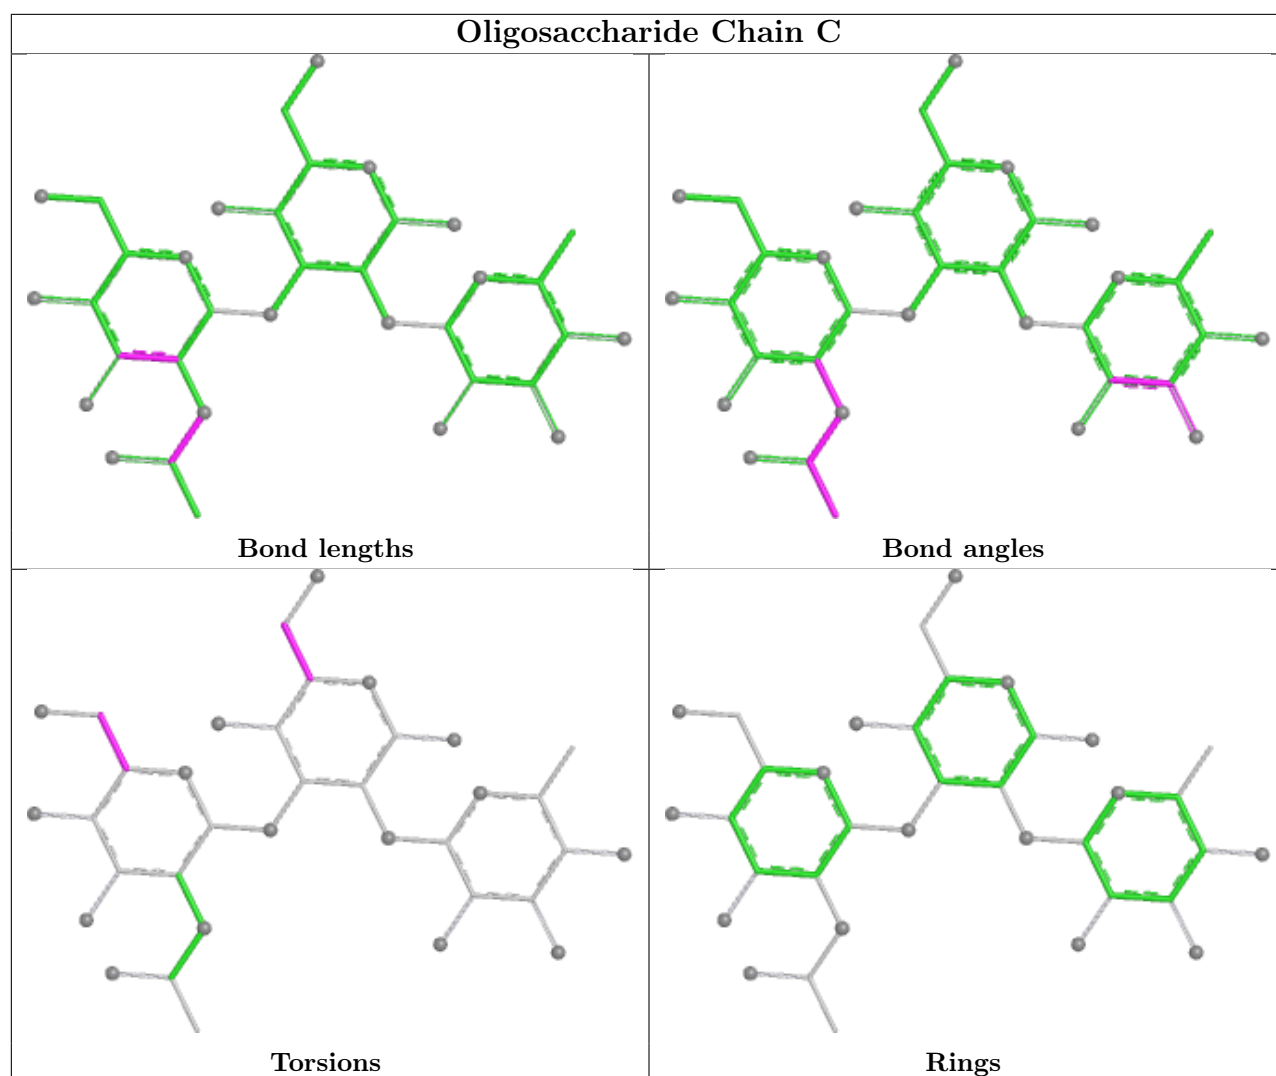 Oligosaccharide Chain C
Bond lengths
Bond angles
Torsions
Rings